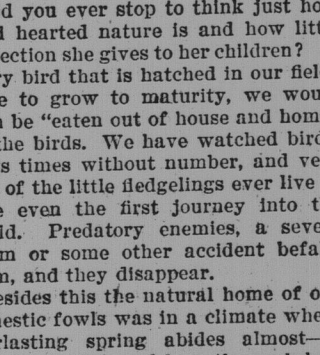 d you ever stop to think just ho
l hearted nature is and how litt
ection she gives to her children?
ry bird that is hatched in our fiel
e to grow to maturity, we wou
n be “eaten out of house and hom
the birds. We have watched bird
s times without number, and ve
of the little fledgelings ever live
e even the first journey into t
ld. Predatory enemies, a seve
m or some other accident befa
n, and they disappear.
esides this the natural home of o
nestic fowls was in a climate whe
rlasting spring abides almost—